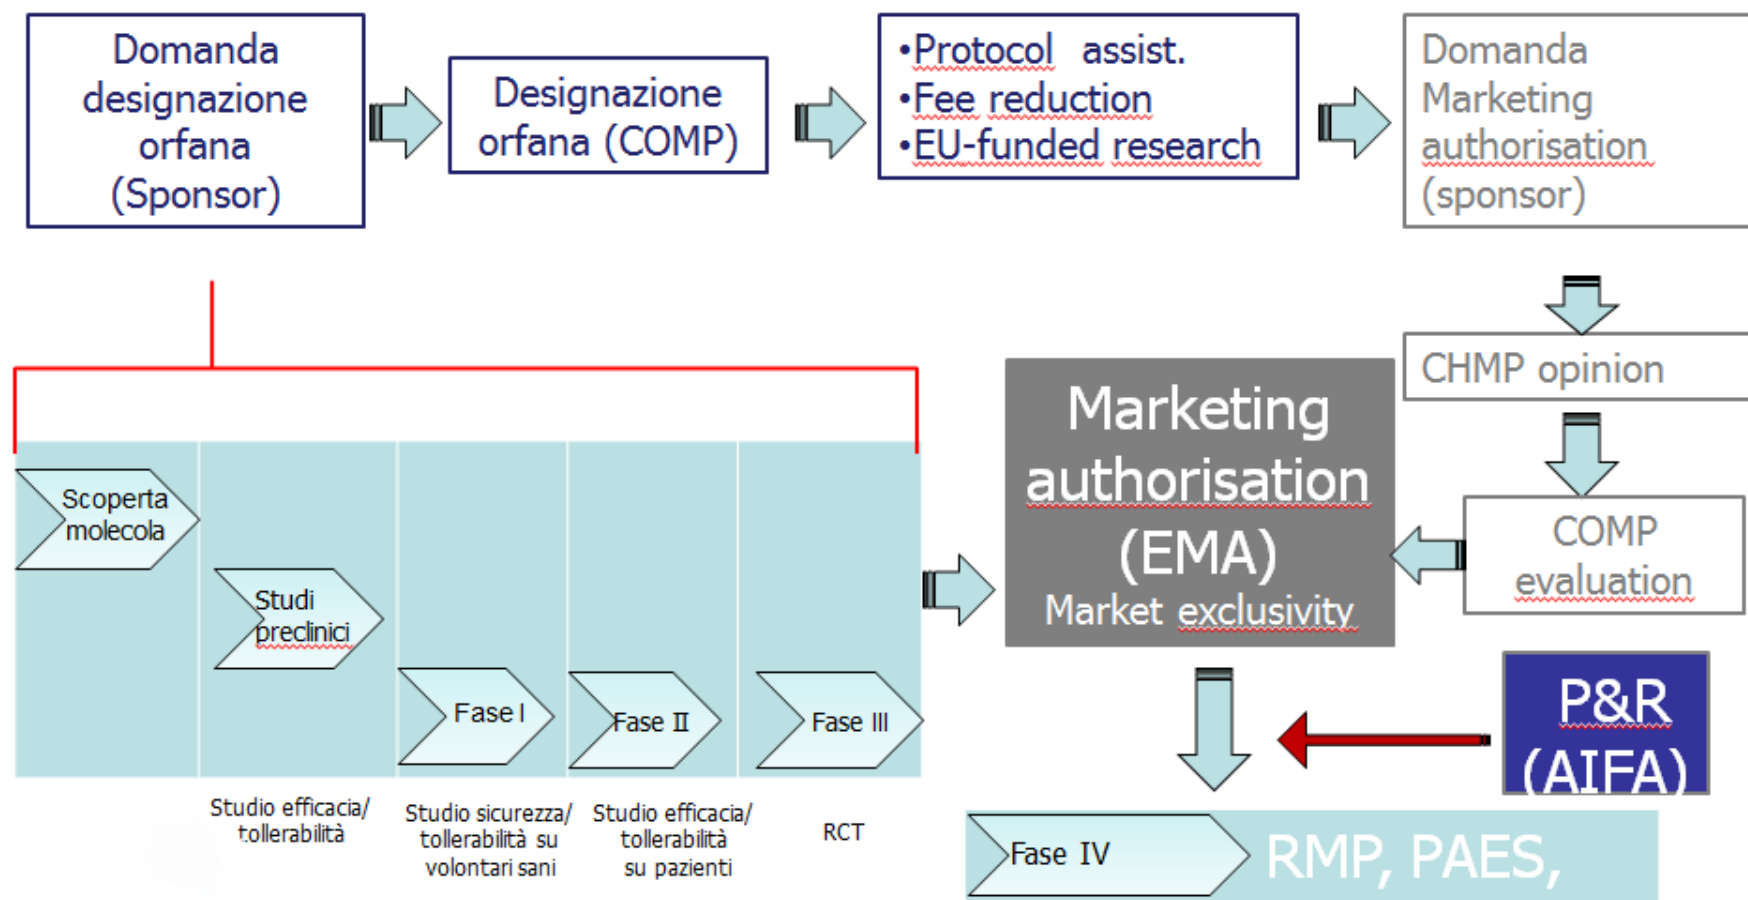 Domanda
designazione
orfana
(Sponsor)
Designazione
orfana (COMP)
•Protocol assist.
•Fee reduction
•EU-funded research
Domanda
Marketing
authorisation
(sponsor)
CHMP opinion
COMP
evaluation
Marketing
authorisation
(EMA)
Market exclusivity
P&R
(AIFA)
Scoperta
molecola
Studi
preclinici
Fase I
Fase II
Fase III
Studio efficacia/
tollerabilità
Studio sicurezza/
tollerabilità su
volontari sani
Studio efficacia/
tollerabilità
su pazienti
RCT
Fase IV
RMP, PAES,